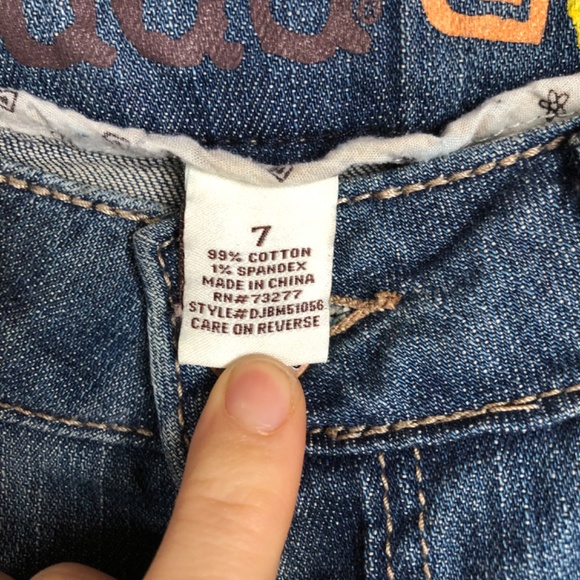 7
99% COTTON
1% SPANDEX
MADE IN CHINA
RN#73277
STYLE#DJBM51056
CARE ON REVERSE